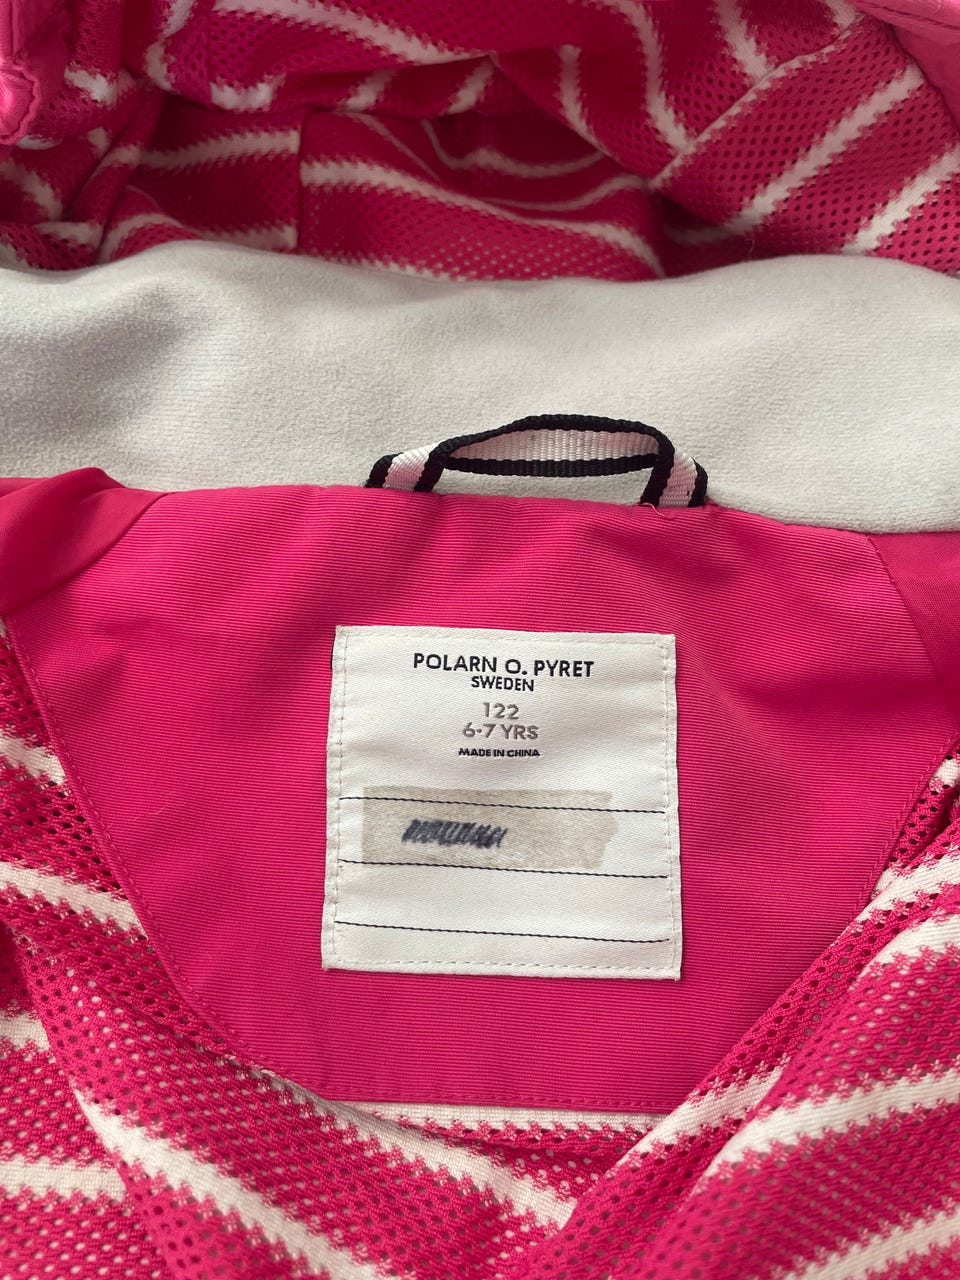 POLARN O. PYRET
SWEDEN
122
6-7 YRS
MADE IN CHINA